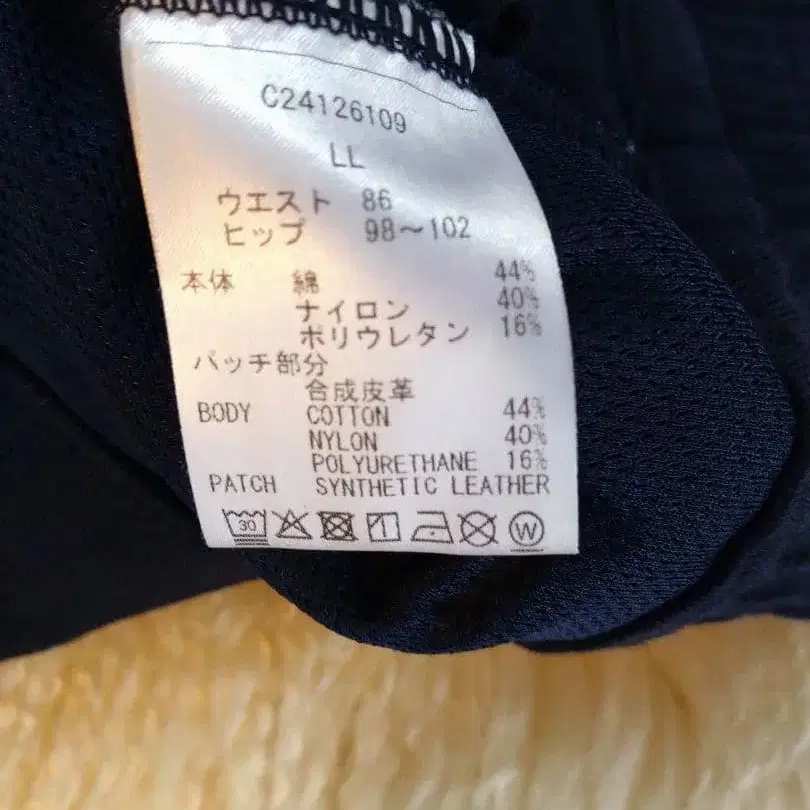 C24126109
LL
ウエスト 86
ヒップ 98～102
本体 綿 44%
ナイロン 40%
ポリウレタン 16%
パッチ部分
合成皮革
BODY COTTON 44%
NYLON 40%
POLYURETHANE 16%
PATCH SYNTHETIC LEATHER
30 W